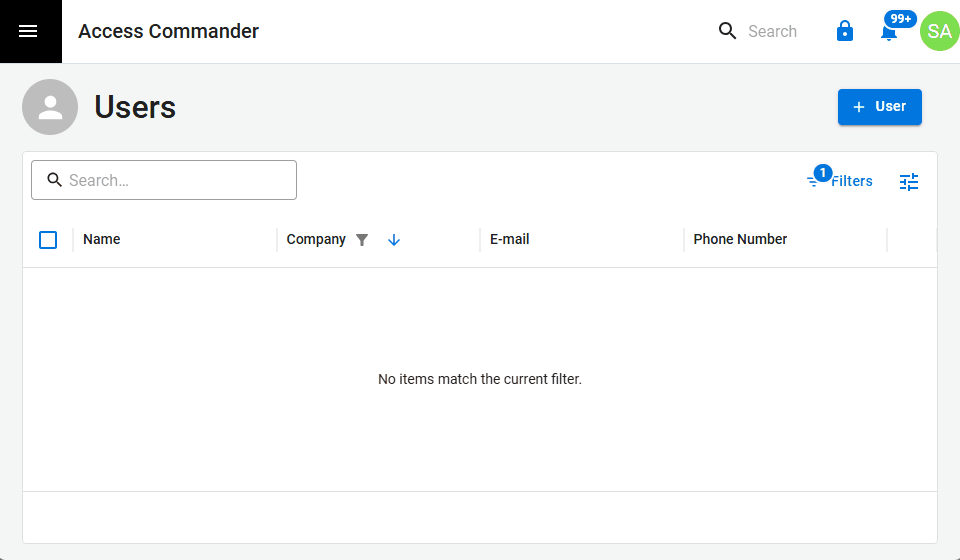 Access Commander
Search
99+
SA
Users
User
Search...
1
Filters
Name
Company
E-mail
Phone Number
No items match the current filter.